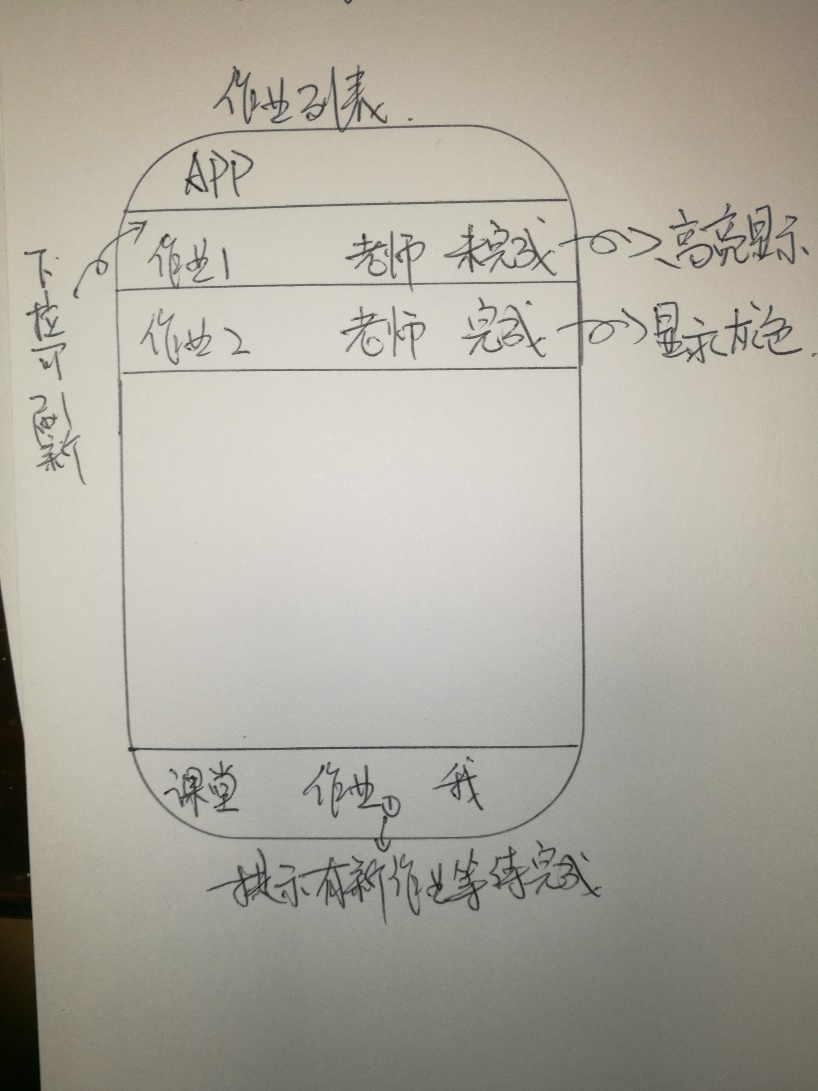 作业列表.
APP
作业1 老师 未完成 高亮显示
作业2 老师 完成 显示灰色.
下拉可刷新
课堂 作业① 我
提示有新作业等待完成